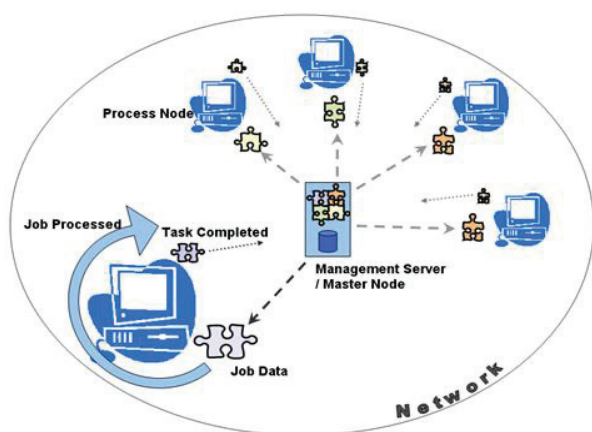 Process Node
Job Processed
Task Completed
Management Server
/ Master Node
Job Data
Network